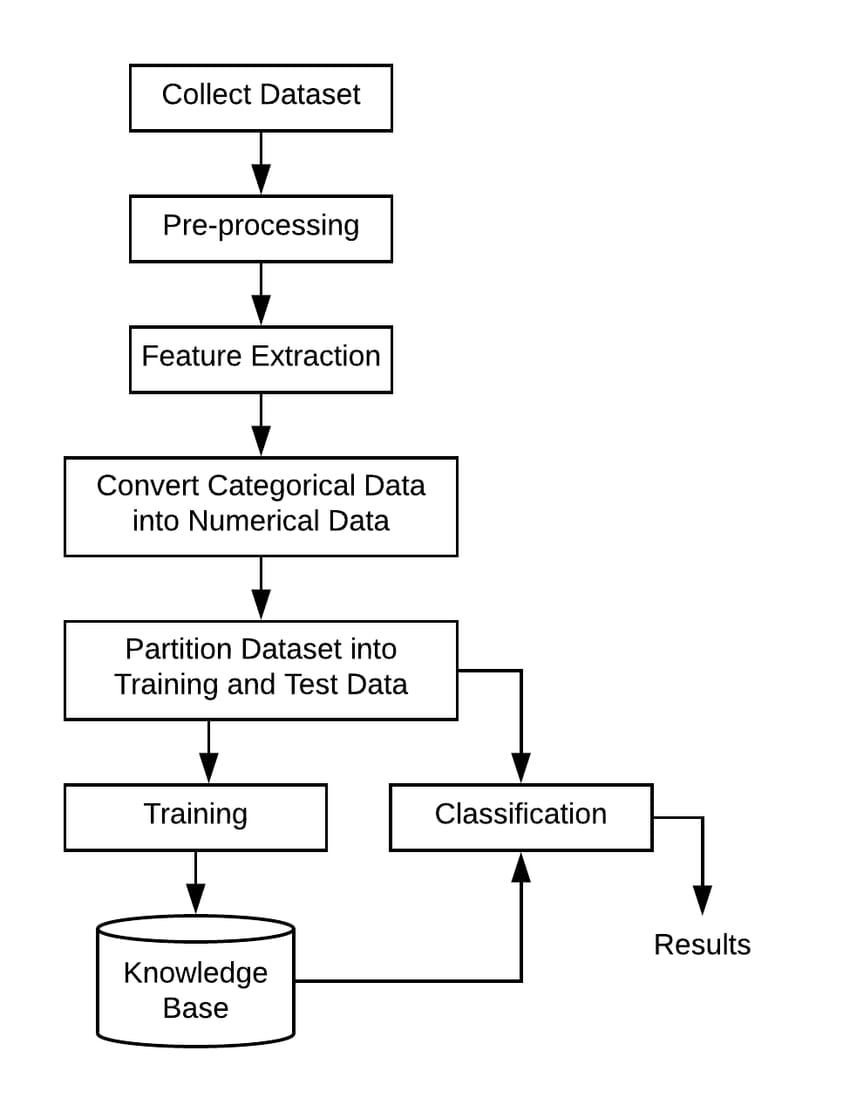 Collect Dataset
Pre-processing
Feature Extraction
Convert Categorical Data
into Numerical Data
Partition Dataset into
Training and Test Data
Training
Classification
Results
Knowledge
Base